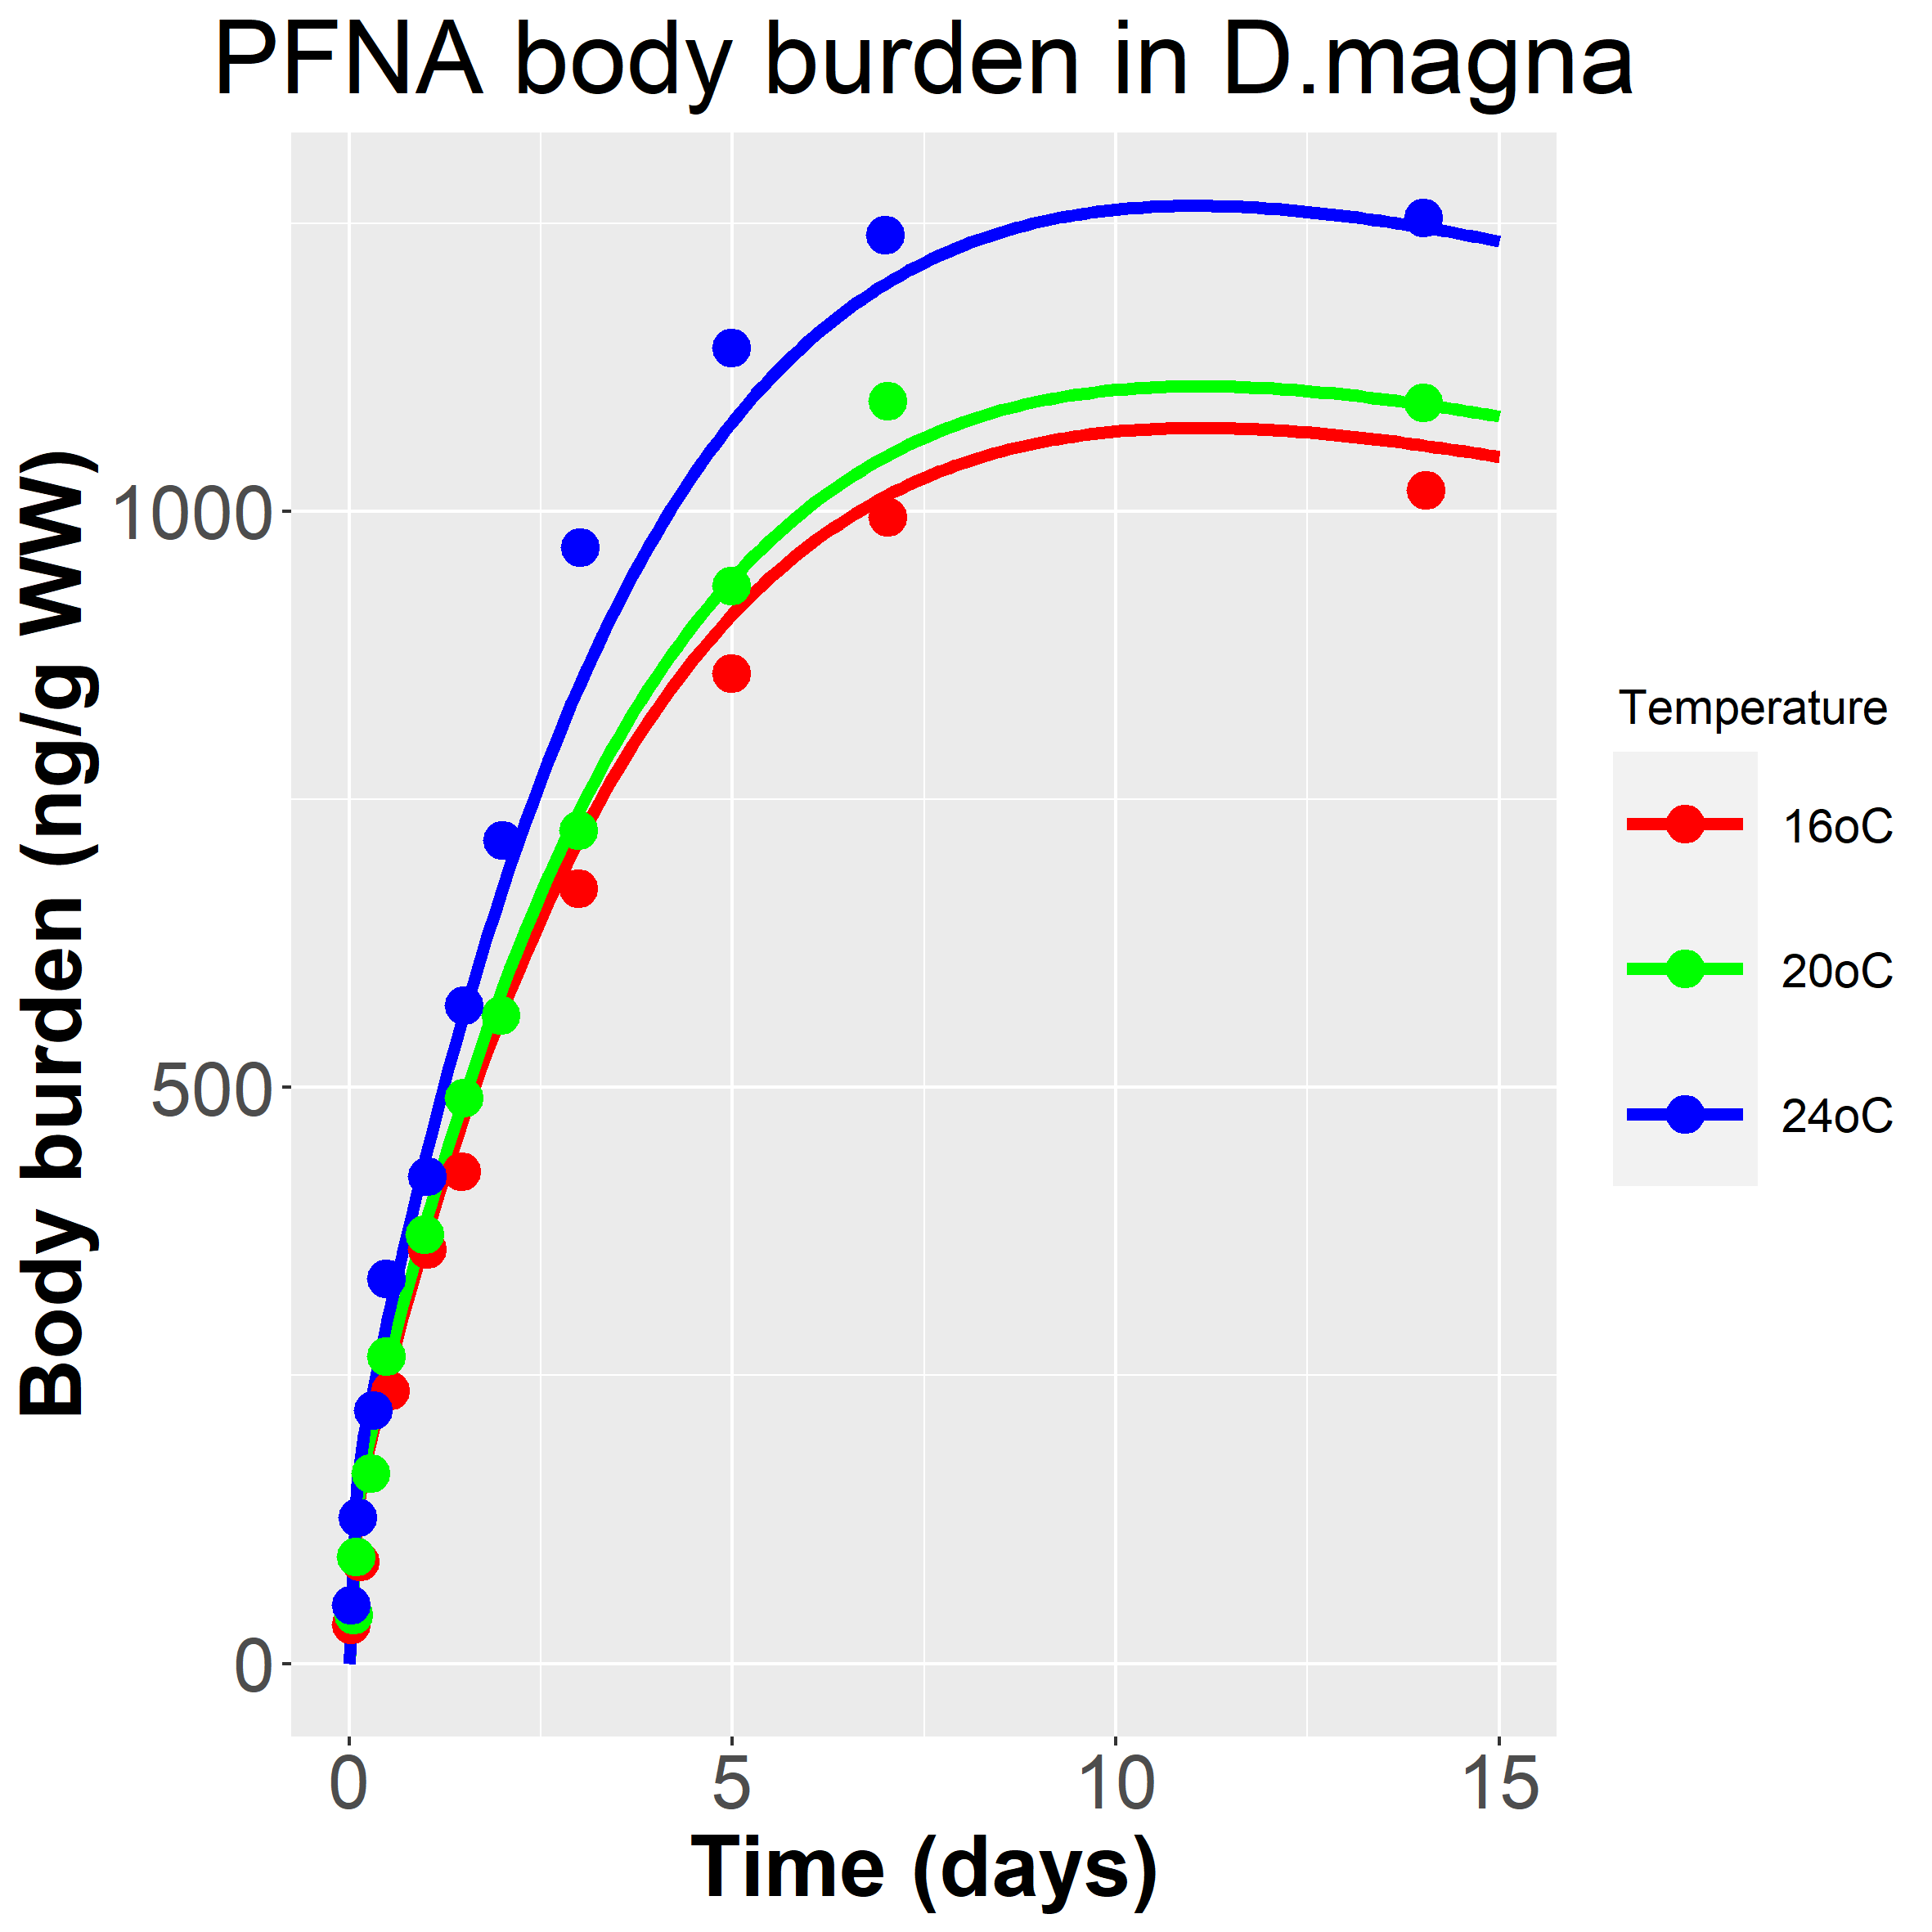 PFNA body burden in D.magna
Body burden (ng/g WW)
1000
500
0
0
5
10
15
Time (days)
Temperature
16oC
20oC
24oC